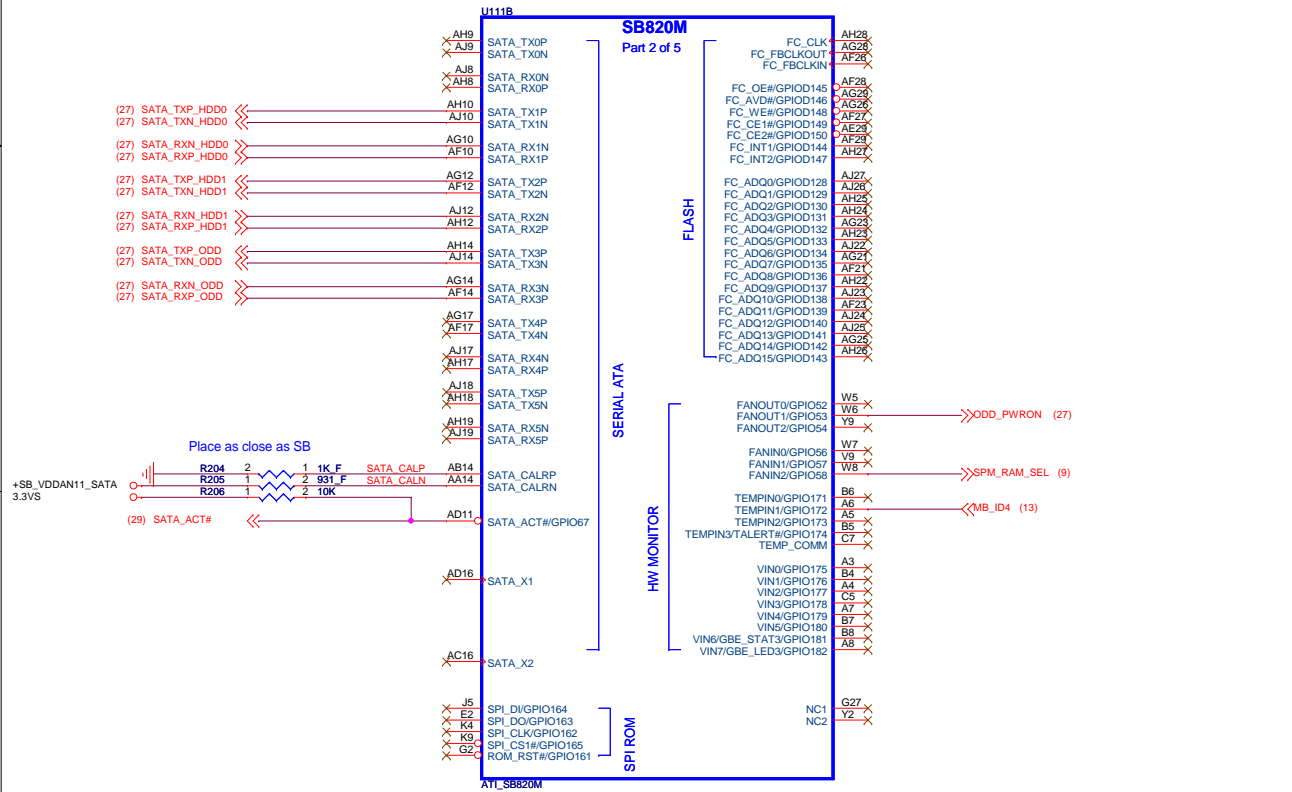 U111B
SB820M
Part 2 of 5
AH9 SATA_TX0P
AJ9 SATA_TX0N
AJ8 SATA_RX0N
AH8 SATA_RX0P
(27) SATA_TXP_HDD0 AH10 SATA_TX1P
(27) SATA_TXN_HDD0 AJ10 SATA_TX1N
(27) SATA_RXN_HDD0 AG10 SATA_RX1N
(27) SATA_RXP_HDD0 AF10 SATA_RX1P
(27) SATA_TXP_HDD1 AG12 SATA_TX2P
(27) SATA_TXN_HDD1 AF12 SATA_TX2N
(27) SATA_RXN_HDD1 AJ12 SATA_RX2N
(27) SATA_RXP_HDD1 AH12 SATA_RX2P
(27) SATA_TXP_ODD AH14 SATA_TX3P
(27) SATA_TXN_ODD AJ14 SATA_TX3N
(27) SATA_RXN_ODD AG14 SATA_RX3N
(27) SATA_RXP_ODD AF14 SATA_RX3P
AG17 SATA_TX4P
AF17 SATA_TX4N
AJ17 SATA_RX4N
AH17 SATA_RX4P
AJ18 SATA_TX5P
AH18 SATA_TX5N
AH19 SATA_RX5N
AJ19 SATA_RX5P
Place as close as SB
R204 2 1 1K_F SATA_CALP AB14 SATA_CALRP
+SB_VDDAN11_SATA R205 1 2 931_F SATA_CALN AA14 SATA_CALRN
3.3VS R206 1 2 10K
(29) SATA_ACT# AD11 SATA_ACT#/GPIO67
AD16 SATA_X1
AC16 SATA_X2
J5 SPI_DI/GPIO164
E2 SPI_DO/GPIO163
K4 SPI_CLK/GPIO162
K9 SPI_CS1#/GPIO165
G2 ROM_RST#/GPIO161
SERIAL ATA
SPI ROM
FLASH
HW MONITOR
FC_CLK AH28
FC_FBCLKOUT AG28
FC_FBCLKIN AF26
FC_OE#/GPIOD145 AF28
FC_AVD#/GPIOD146 AG29
FC_WE#/GPIOD148 AG26
FC_CE1#/GPIOD149 AF27
FC_CE2#/GPIOD150 AE29
FC_INT1/GPIOD144 AF29
FC_INT2/GPIOD147 AH27
FC_ADQ0/GPIOD128 AJ27
FC_ADQ1/GPIOD129 AJ26
FC_ADQ2/GPIOD130 AH25
FC_ADQ3/GPIOD131 AH24
FC_ADQ4/GPIOD132 AG23
FC_ADQ5/GPIOD133 AH23
FC_ADQ6/GPIOD134 AJ22
FC_ADQ7/GPIOD135 AG21
FC_ADQ8/GPIOD136 AF21
FC_ADQ9/GPIOD137 AH22
FC_ADQ10/GPIOD138 AJ23
FC_ADQ11/GPIOD139 AF23
FC_ADQ12/GPIOD140 AJ24
FC_ADQ13/GPIOD141 AJ25
FC_ADQ14/GPIOD142 AG25
FC_ADQ15/GPIOD143 AH26
FANOUT0/GPIO52 W5
FANOUT1/GPIO53 W6 ODD_PWRON (27)
FANOUT2/GPIO54 Y9
FANIN0/GPIO56 W7
FANIN1/GPIO57 V9
FANIN2/GPIO58 W8 SPM_RAM_SEL (9)
TEMPIN0/GPIO171 B6
TEMPIN1/GPIO172 A6 MB_ID4 (13)
TEMPIN2/GPIO173 A5
TEMPIN3/TALERT#/GPIO174 B5
TEMP_COMM C7
VIN0/GPIO175 A3
VIN1/GPIO176 B4
VIN2/GPIO177 A4
VIN3/GPIO178 C5
VIN4/GPIO179 A7
VIN5/GPIO180 B7
VIN6/GBE_STAT3/GPIO181 B8
VIN7/GBE_LED3/GPIO182 A8
NC1 G27
NC2 Y2
ATI_SB820M